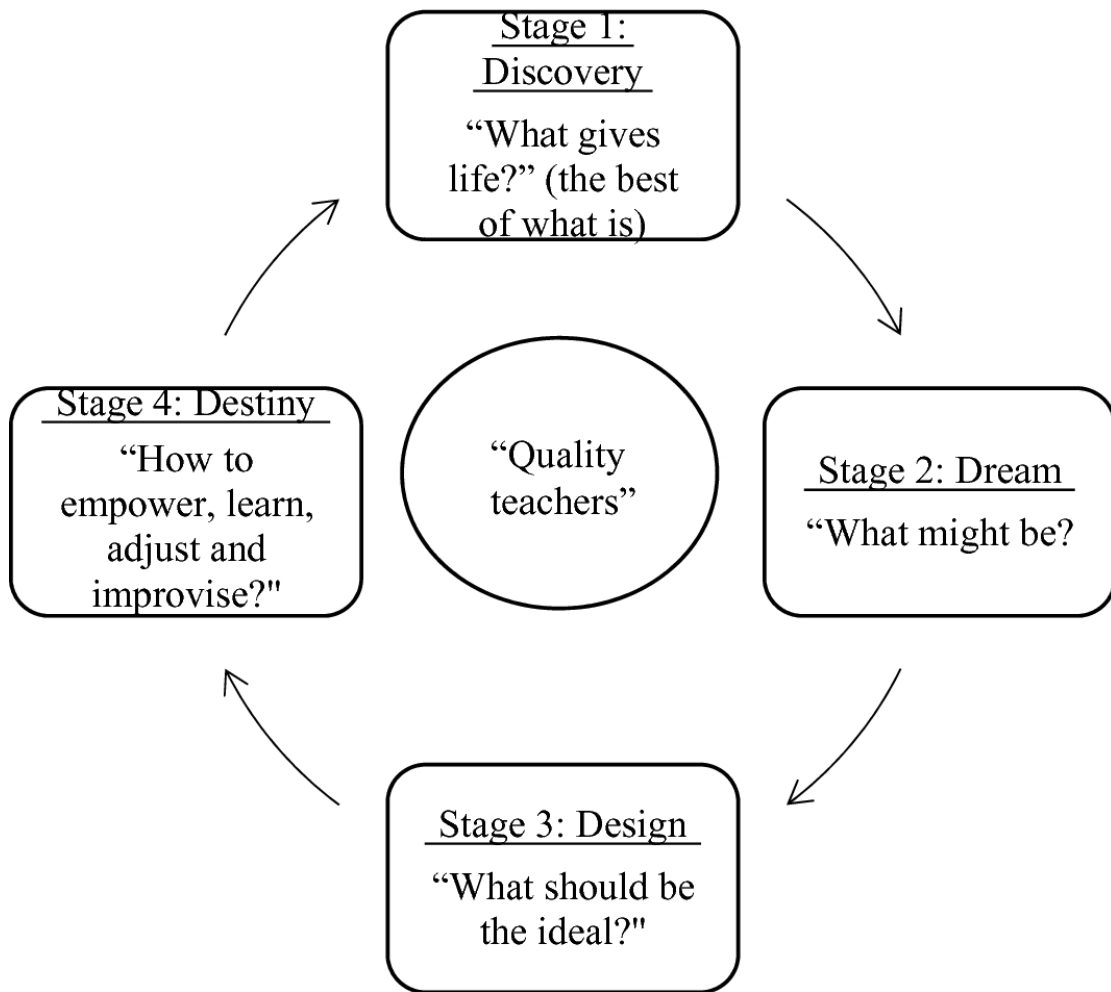 Stage 1:
Discovery
“What gives
life?” (the best
of what is)
Stage 4: Destiny
“How to
empower, learn,
adjust and
improvise?"
“Quality
teachers”
Stage 2: Dream
“What might be?
Stage 3: Design
“What should be
the ideal?"